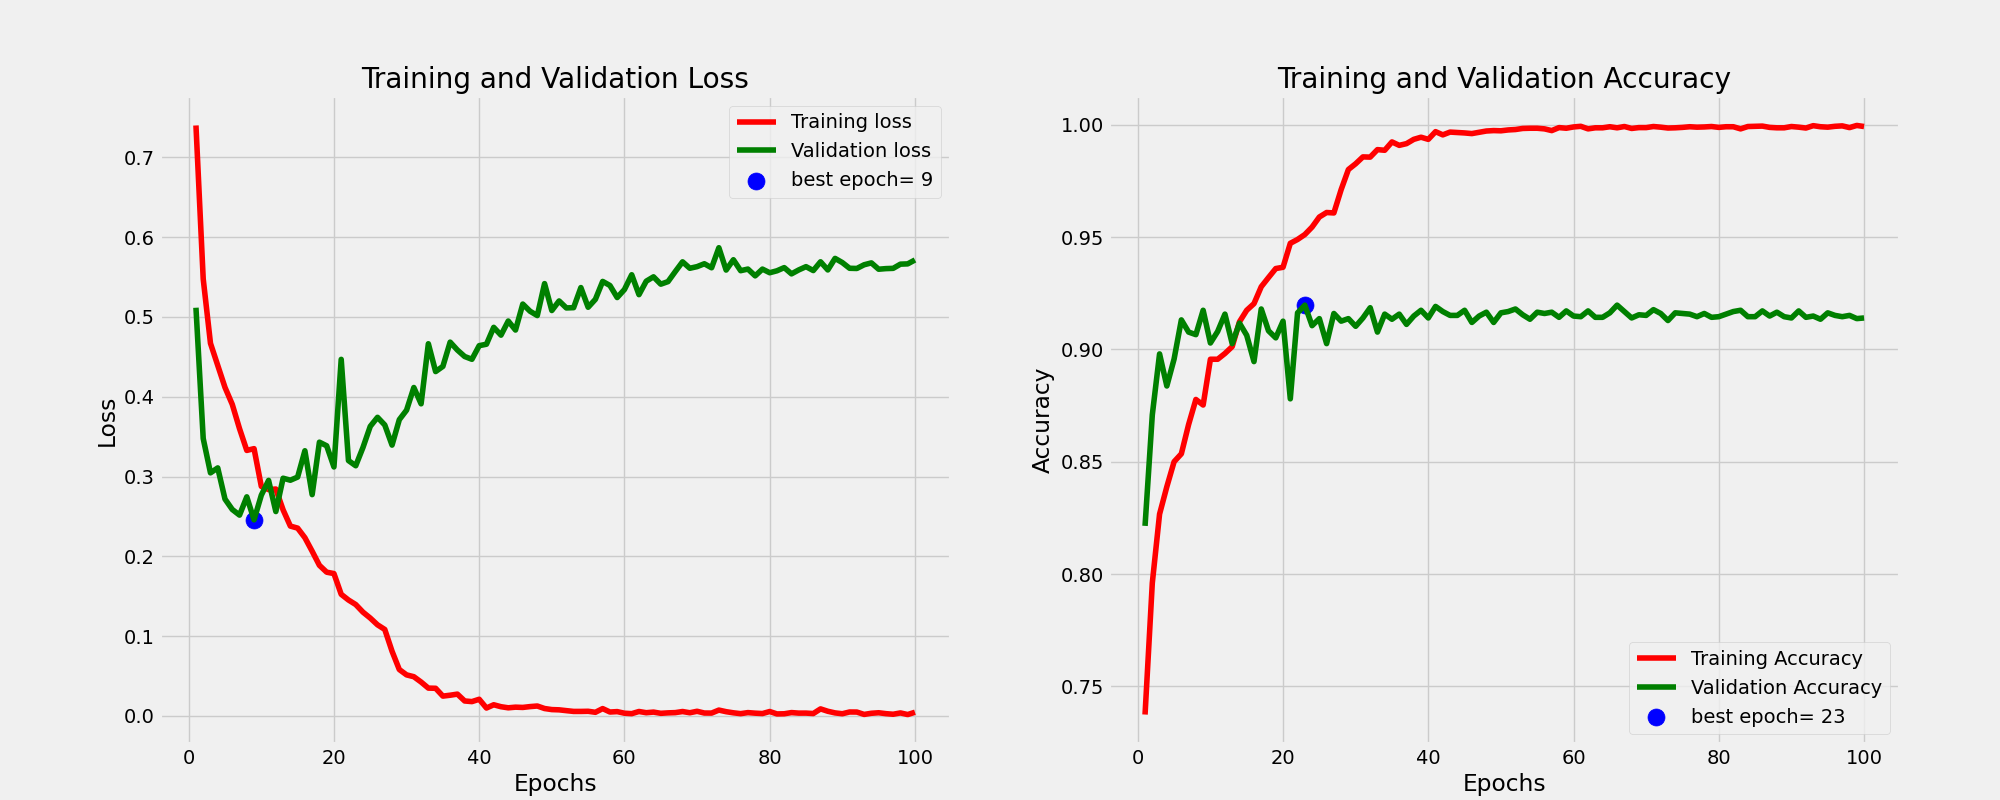 Training and Validation Loss
Training loss
Validation loss
best epoch= 9
0.7
0.6
0.5
0.4
0.3
0.2
0.1
0.0
Loss
0
20
40
60
80
100
Epochs
Training and Validation Accuracy
1.00
0.95
0.90
0.85
0.80
0.75
Accuracy
Training Accuracy
Validation Accuracy
best epoch= 23
0
20
40
60
80
100
Epochs